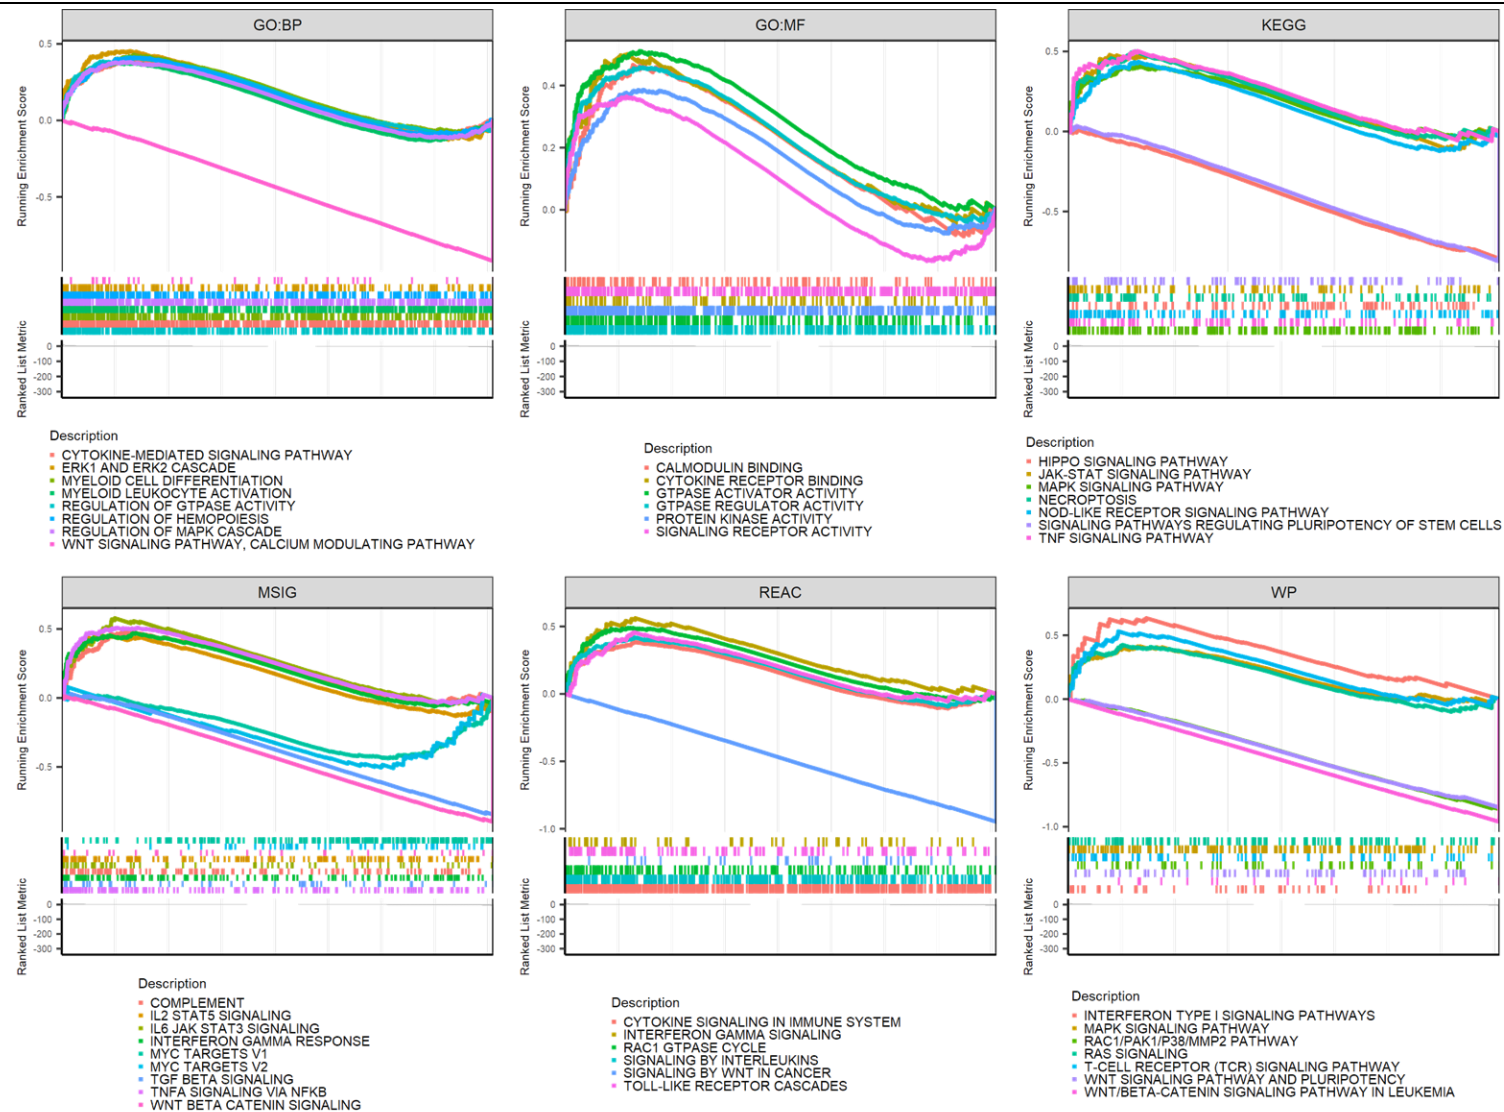 GO:BP
Running Enrichment Score
0.5
0.0
-0.5
Ranked List Metric
0
-100
-200
-300
Description
CYTOKINE-MEDIATED SIGNALING PATHWAY
ERK1 AND ERK2 CASCADE
MYELOID CELL DIFFERENTIATION
MYELOID LEUKOCYTE ACTIVATION
REGULATION OF GTPASE ACTIVITY
REGULATION OF HEMOPOIESIS
REGULATION OF MAPK CASCADE
WNT SIGNALING PATHWAY, CALCIUM MODULATING PATHWAY
GO:MF
Running Enrichment Score
0.4
0.2
0.0
Ranked List Metric
0
-100
-200
-300
Description
CALMODULIN BINDING
CYTOKINE RECEPTOR BINDING
GTPASE ACTIVATOR ACTIVITY
GTPASE REGULATOR ACTIVITY
PROTEIN KINASE ACTIVITY
SIGNALING RECEPTOR ACTIVITY
KEGG
Running Enrichment Score
0.5
0.0
-0.5
Ranked List Metric
0
-100
-200
-300
Description
HIPPO SIGNALING PATHWAY
JAK-STAT SIGNALING PATHWAY
MAPK SIGNALING PATHWAY
NECROPTOSIS
NOD-LIKE RECEPTOR SIGNALING PATHWAY
SIGNALING PATHWAYS REGULATING PLURIPOTENCY OF STEM CELLS
TNF SIGNALING PATHWAY
MSIG
Running Enrichment Score
0.5
0.0
-0.5
Ranked List Metric
0
-100
-200
-300
Description
COMPLEMENT
IL2 STAT5 SIGNALING
IL6 JAK STAT3 SIGNALING
INTERFERON GAMMA RESPONSE
MYC TARGETS V1
MYC TARGETS V2
TGF BETA SIGNALING
TNFA SIGNALING VIA NFKB
WNT BETA CATENIN SIGNALING
REAC
Running Enrichment Score
0.5
0.0
-0.5
-1.0
Ranked List Metric
0
-100
-200
-300
Description
CYTOKINE SIGNALING IN IMMUNE SYSTEM
INTERFERON GAMMA SIGNALING
RAC1 GTPASE CYCLE
SIGNALING BY INTERLEUKINS
SIGNALING BY WNT IN CANCER
TOLL-LIKE RECEPTOR CASCADES
WP
Running Enrichment Score
0.5
0.0
-0.5
-1.0
Ranked List Metric
0
-100
-200
-300
Description
INTERFERON TYPE I SIGNALING PATHWAYS
MAPK SIGNALING PATHWAY
RAC1/PAK1/P38/MMP2 PATHWAY
RAS SIGNALING
T-CELL RECEPTOR (TCR) SIGNALING PATHWAY
WNT SIGNALING PATHWAY AND PLURIPOTENCY
WNT/BETA-CATENIN SIGNALING PATHWAY IN LEUKEMIA